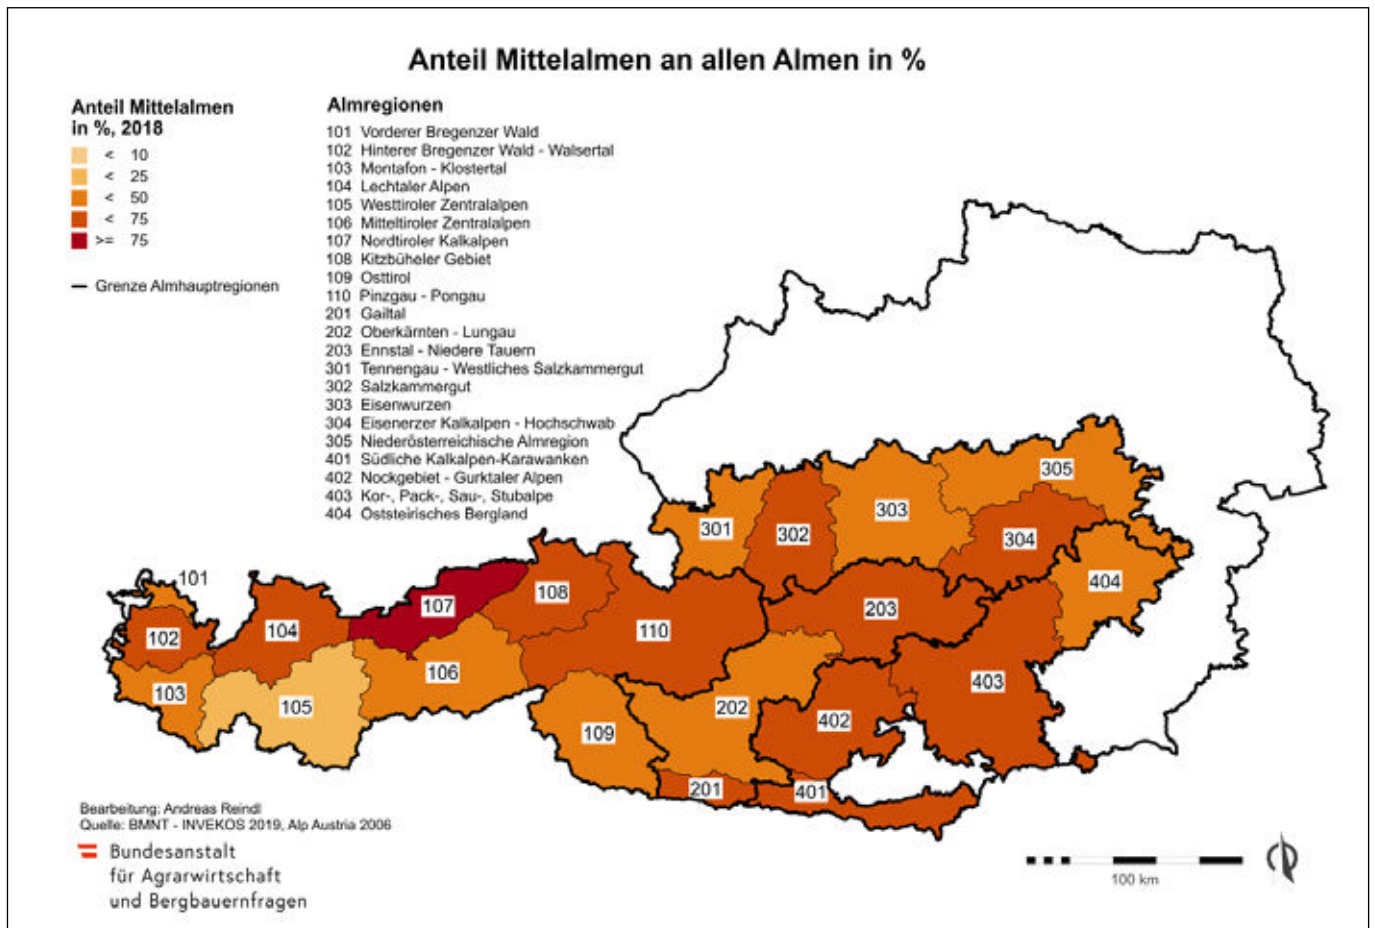 Anteil Mittelalmen an allen Almen in %
Anteil Mittelalmen
in %, 2018
< 10
< 25
< 50
< 75
>= 75
Grenze Almhauptregionen
Almregionen
101 Vorderer Bregenzer Wald
102 Hinterer Bregenzer Wald - Walsertal
103 Montafon - Klostertal
104 Lechtaler Alpen
105 Westtiroler Zentralalpen
106 Mitteltiroler Zentralalpen
107 Nordtiroler Kalkalpen
108 Kitzbüheler Gebiet
109 Osttirol
110 Pinzgau - Pongau
201 Gailtal
202 Oberkärnten - Lungau
203 Ennstal - Niedere Tauern
301 Tennengau - Westliches Salzkammergut
302 Salzkammergut
303 Eisenwurzen
304 Eisenerzer Kalkalpen - Hochschwab
305 Niederösterreichische Almregion
401 Südliche Kalkalpen-Karawanken
402 Nockgebiet - Gurktaler Alpen
403 Kor-, Pack-, Sau-, Stubalpe
404 Oststeirisches Bergland
305
303
301
302
304
101
404
107
108
203
102
104
110
106
403
103
105
202
402
109
201
401
Bearbeitung: Andreas Reindl
Quelle: BMNT - INVEKOS 2019, Alp Austria 2006
Bundesanstalt
für Agrarwirtschaft
und Bergbauernfragen
100 km